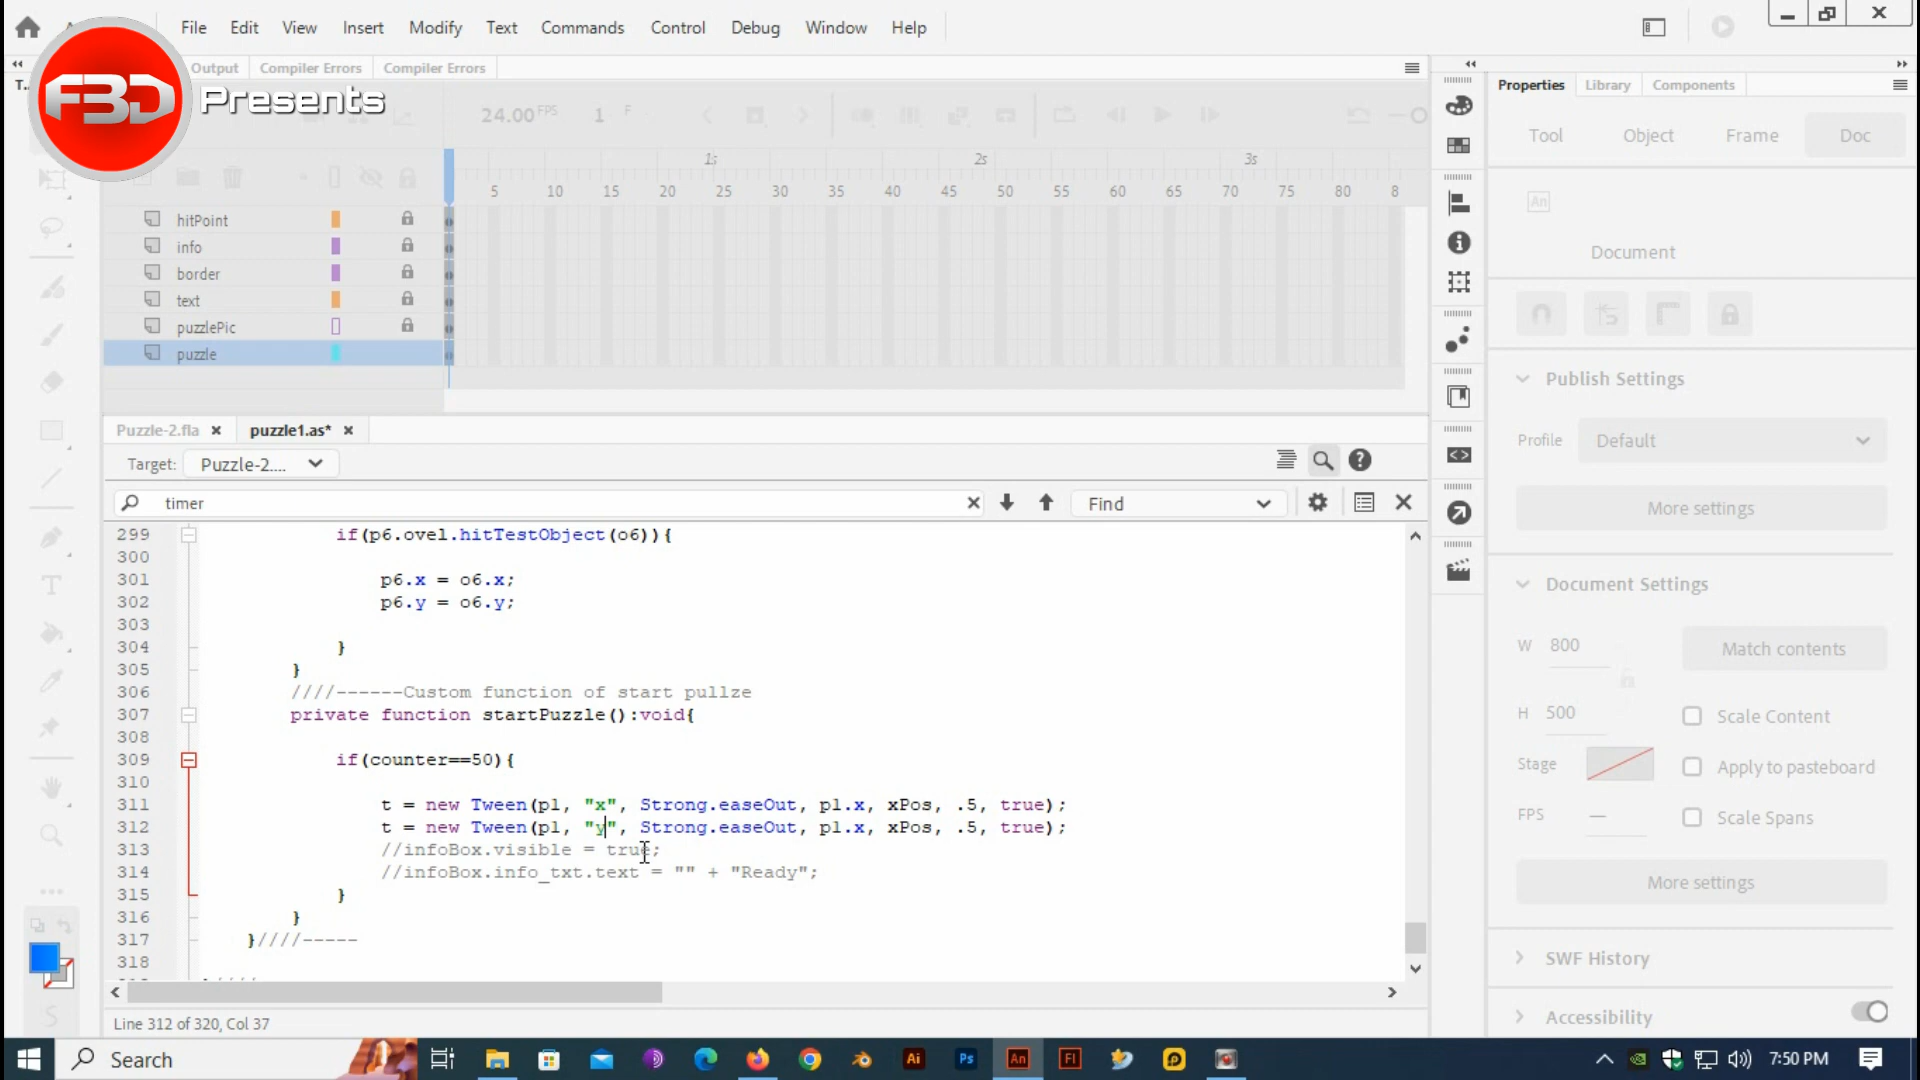 File Edit View Insert Modify Text Commands Control Debug Window Help
F3D Presents
T...
Output Compiler Errors Compiler Errors
24.00 FPS 1 F
1s 2s 3s
5 10 15 20 25 30 35 40 45 50 55 60 65 70 75 80 8
hitPoint
info
border
text
puzzlePic
puzzle
Puzzle-2.fla × puzzle1.as* ×
Target: Puzzle-2....
timer
Find
299 if(p6.ovel.hitTestObject(o6)){
300
301 p6.x = o6.x;
302 p6.y = o6.y;
303
304 }
305 }
306 ////------Custom function of start pullze
307 private function startPuzzle():void{
308
309 if(counter==50){
310
311 t = new Tween(p1, "x", Strong.easeOut, p1.x, xPos, .5, true);
312 t = new Tween(p1, "y", Strong.easeOut, p1.x, xPos, .5, true);
313 //infoBox.visible = true;
314 //infoBox.info_txt.text = "" + "Ready";
315 }
316 }
317 }////-----
318
Line 312 of 320, Col 37
Properties Library Components
Tool Object Frame Doc
An
Document
Publish Settings
Profile Default
More settings
Document Settings
W 800 Match contents
H 500 Scale Content
Stage Apply to pasteboard
FPS — Scale Spans
More settings
SWF History
Accessibility
Search
Ai Ps An Fl
7:50 PM